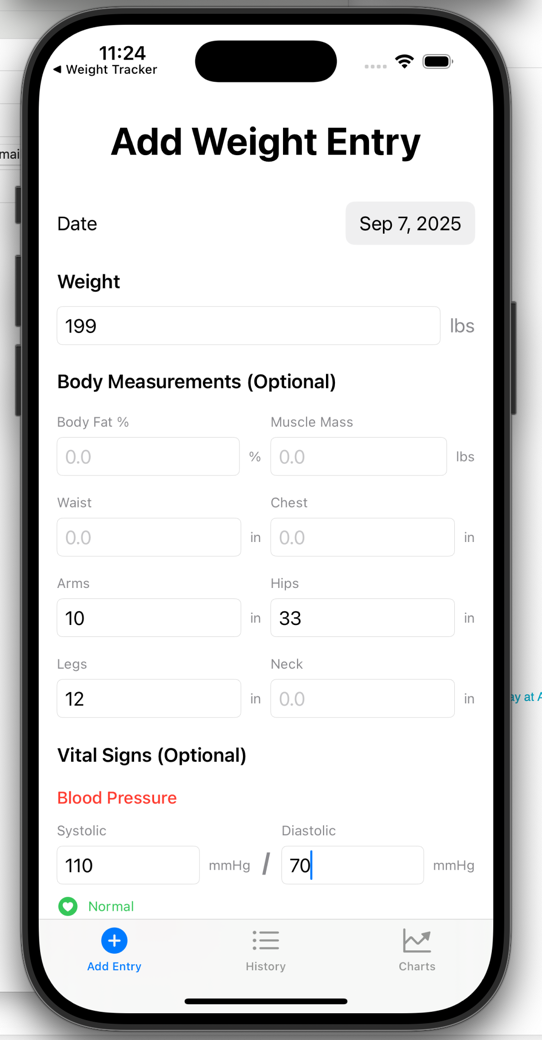 11:24
◀ Weight Tracker
mai
Add Weight Entry
Date Sep 7, 2025
Weight
199 lbs
Body Measurements (Optional)
Body Fat % Muscle Mass
0.0 % 0.0 lbs
Waist Chest
0.0 in 0.0 in
Arms Hips
10 in 33 in
Legs Neck
12 in 0.0 in
ay at A
Vital Signs (Optional)
Blood Pressure
Systolic Diastolic
110 mmHg / 70 mmHg
Normal
Add Entry History Charts